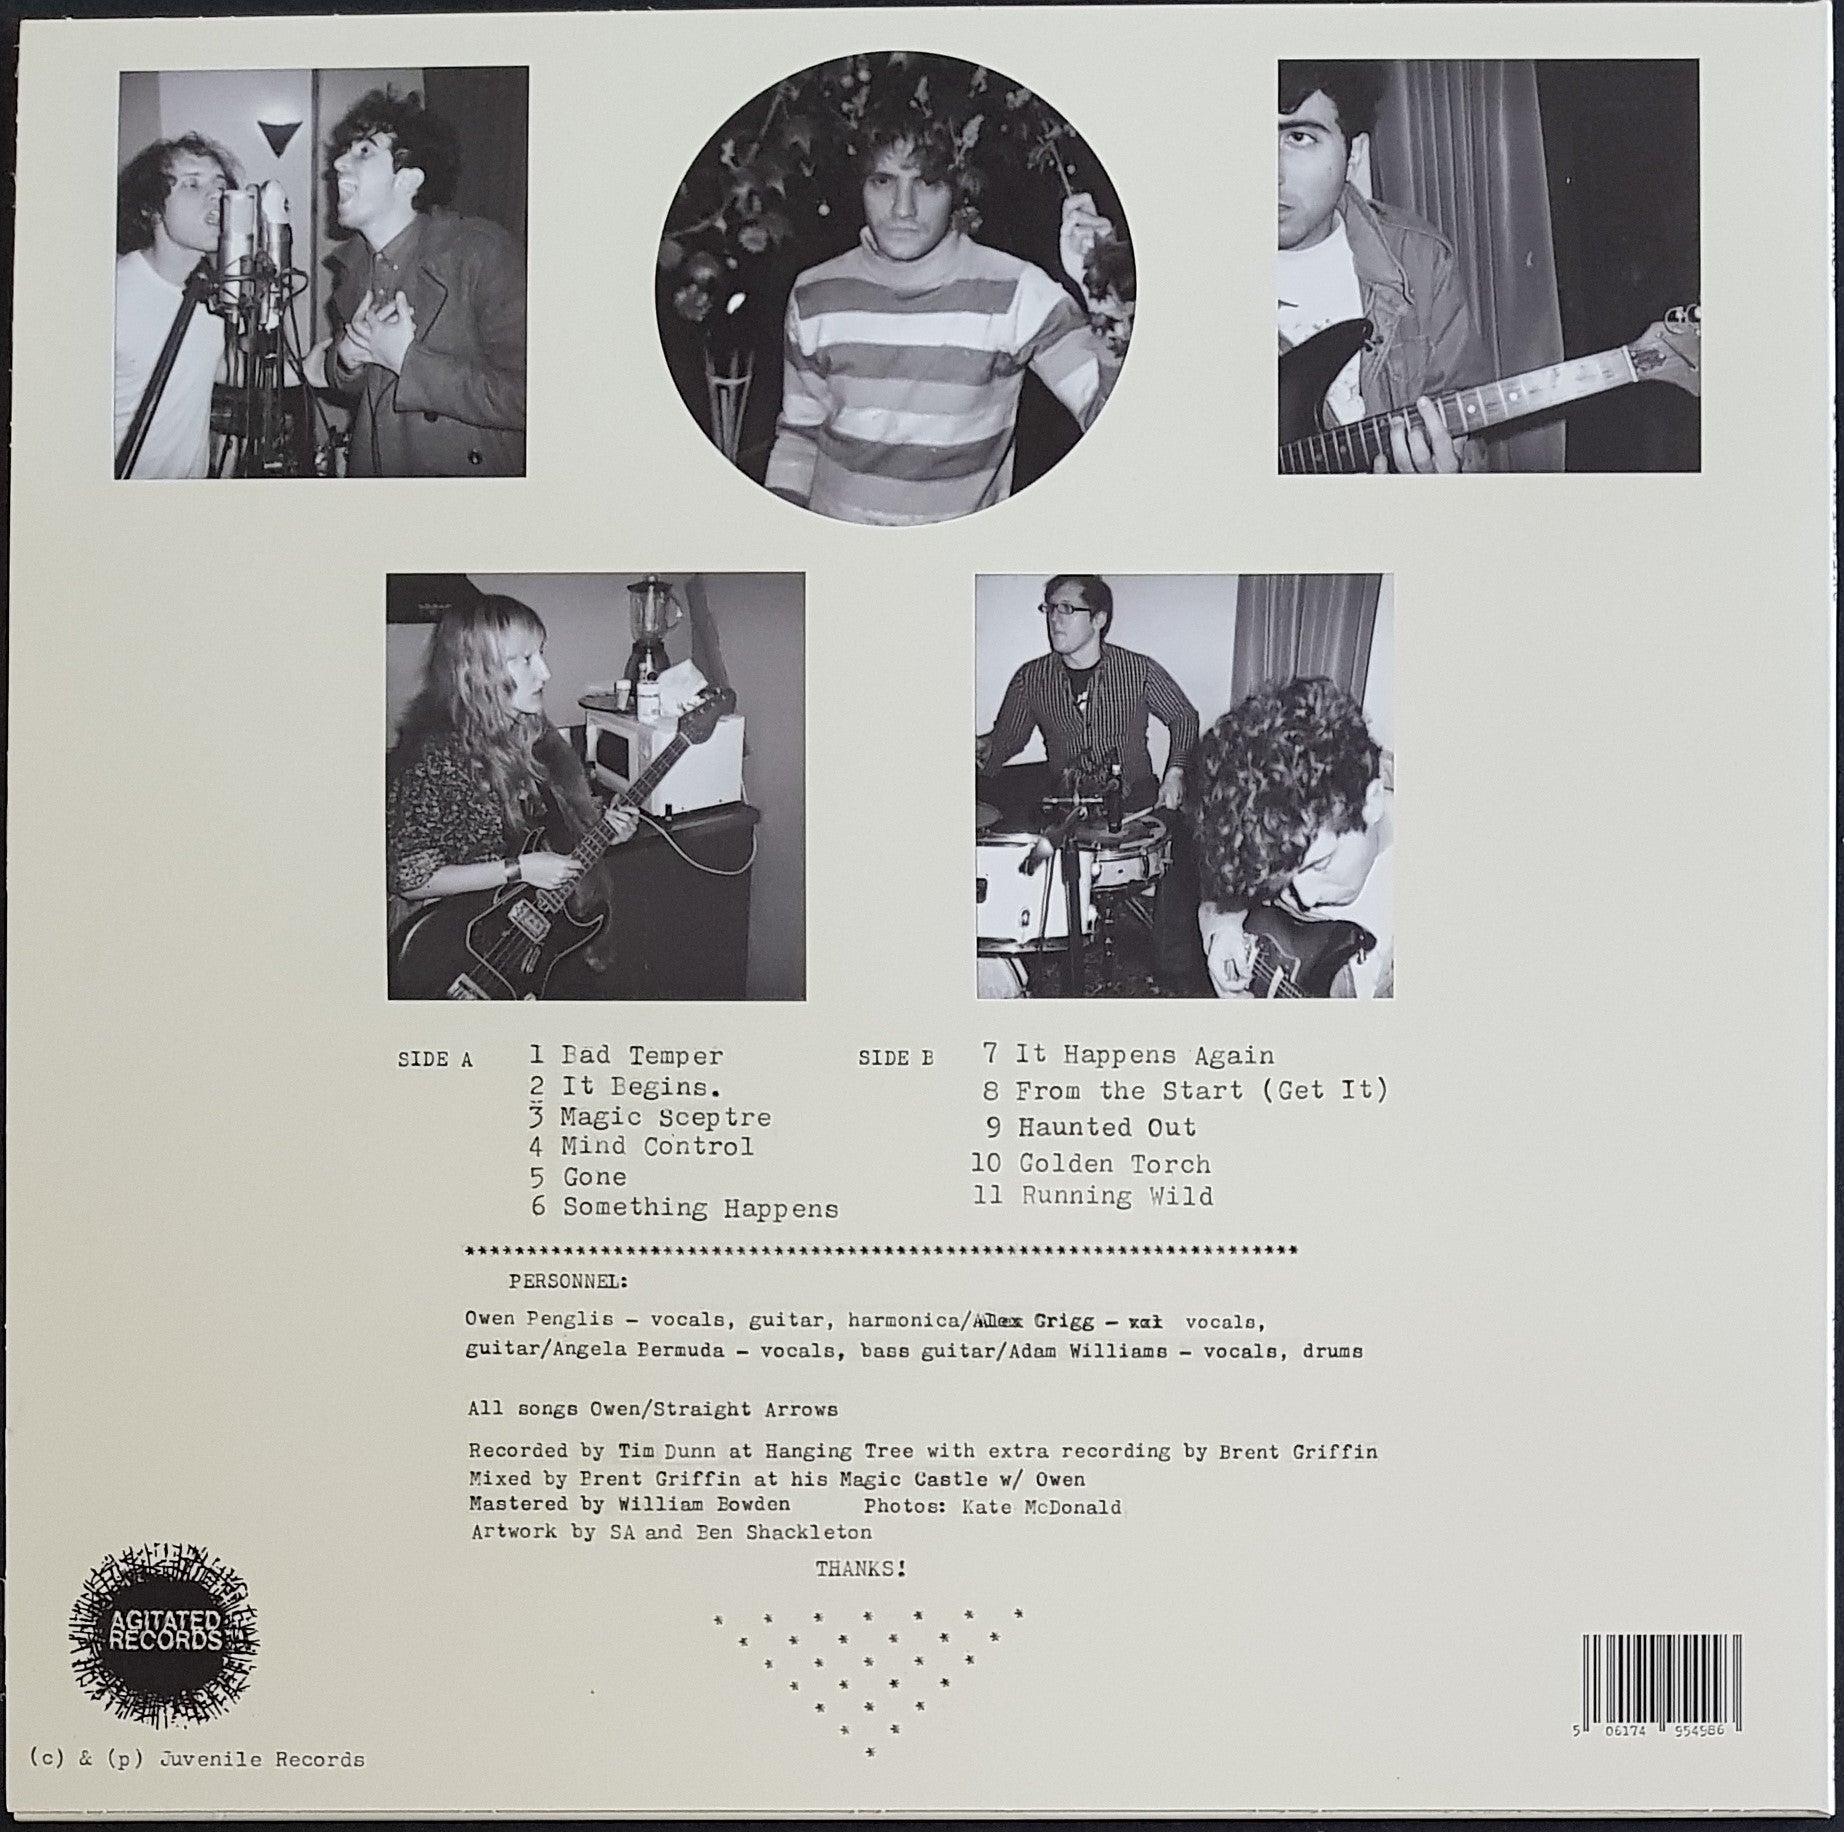 SIDE A
1 Bad Temper
2 It Begins.
3 Magic Sceptre
4 Mind Control
5 Gone
6 Something Happens
SIDE B
7 It Happens Again
8 From the Start (Get It)
9 Haunted Out
10 Golden Torch
11 Running Wild
*********************************************************************
PERSONNEL:
Owen Penglis - vocals, guitar, harmonica/Alex Grigg - vocals,
guitar/Angela Bermuda - vocals, bass guitar/Adam Williams - vocals, drums
All songs Owen/Straight Arrows
Recorded by Tim Dunn at Hanging Tree with extra recording by Brent Griffin
Mixed by Brent Griffin at his Magic Castle w/ Owen
Mastered by William Bowden Photos: Kate McDonald
Artwork by SA and Ben Shackleton
THANKS!
* * * * * * *
* * * * * *
* * * * *
* * * *
* * *
* *
*
AGITATED
RECORDS
(c) & (p) Juvenile Records
5 06174 954986